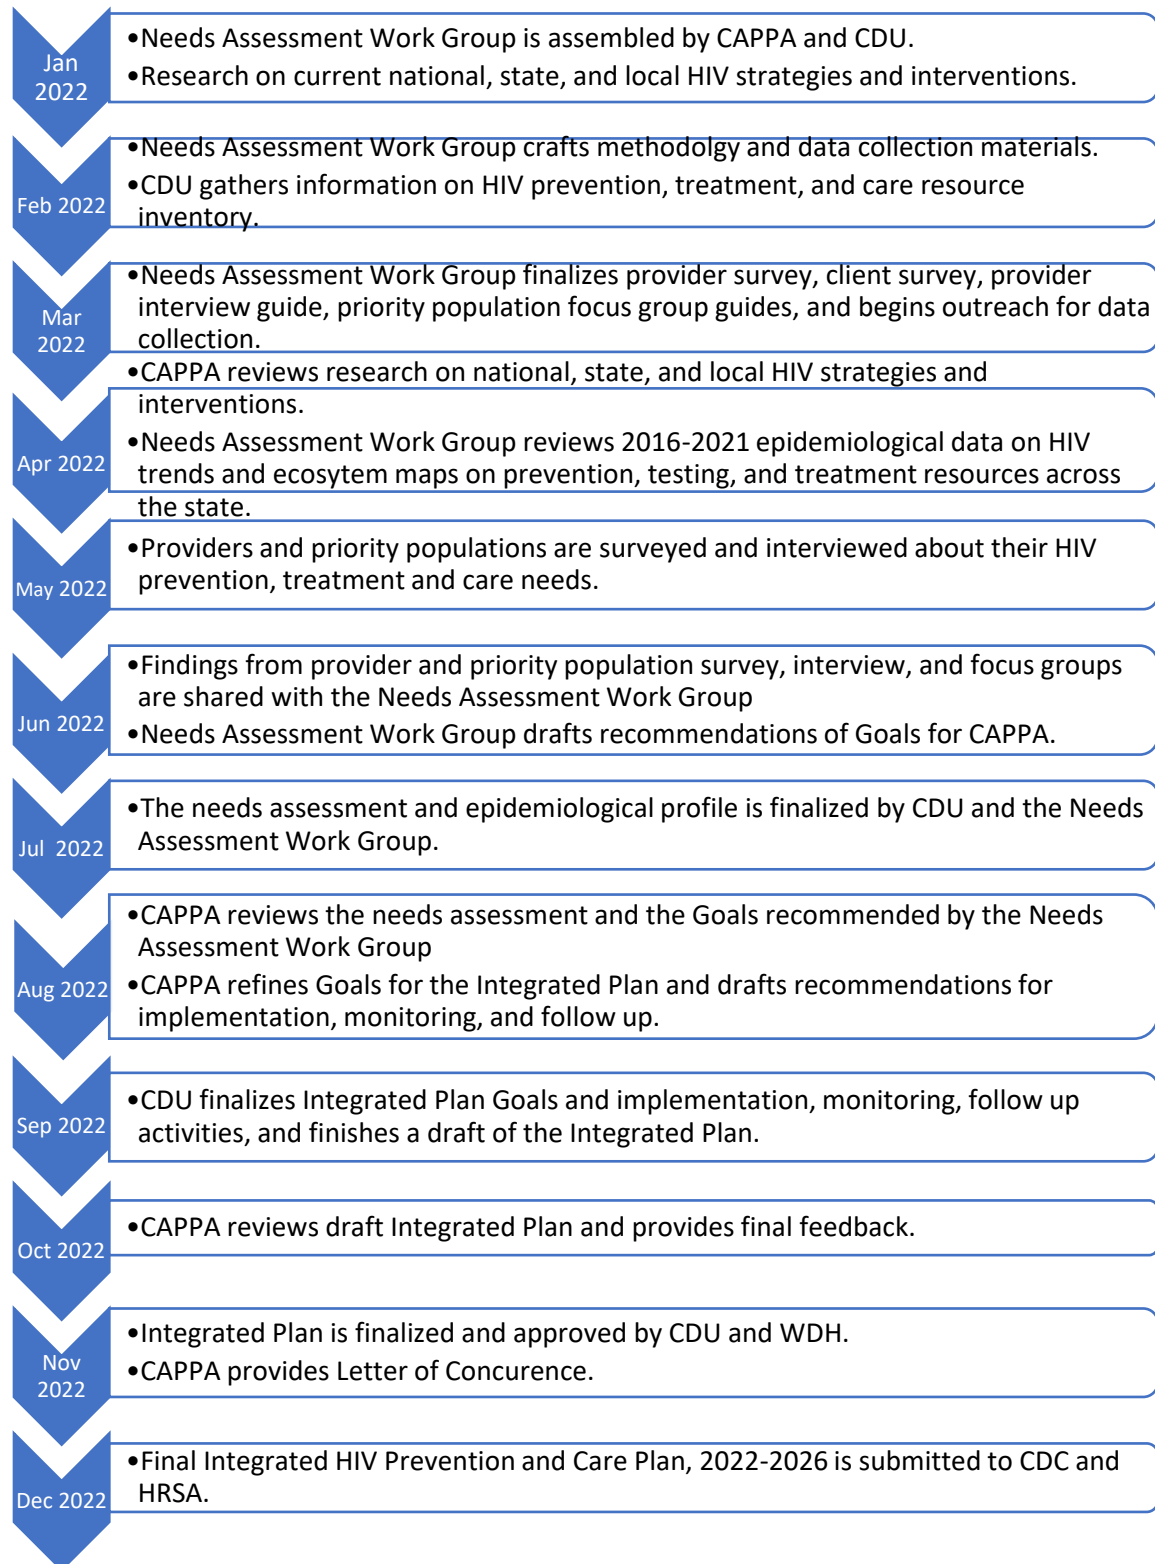 Jan
2022
•Needs Assessment Work Group is assembled by CAPPA and CDU.
•Research on current national, state, and local HIV strategies and interventions.
Feb 2022
•Needs Assessment Work Group crafts methodolgy and data collection materials.
•CDU gathers information on HIV prevention, treatment, and care resource
inventory.
Mar
2022
•Needs Assessment Work Group finalizes provider survey, client survey, provider
interview guide, priority population focus group guides, and begins outreach for data
collection.
Apr 2022
•CAPPA reviews research on national, state, and local HIV strategies and
interventions.
•Needs Assessment Work Group reviews 2016-2021 epidemiological data on HIV
trends and ecosytem maps on prevention, testing, and treatment resources across
the state.
May 2022
•Providers and priority populations are surveyed and interviewed about their HIV
prevention, treatment and care needs.
Jun 2022
•Findings from provider and priority population survey, interview, and focus groups
are shared with the Needs Assessment Work Group
•Needs Assessment Work Group drafts recommendations of Goals for CAPPA.
Jul 2022
•The needs assessment and epidemiological profile is finalized by CDU and the Needs
Assessment Work Group.
Aug 2022
•CAPPA reviews the needs assessment and the Goals recommended by the Needs
Assessment Work Group
•CAPPA refines Goals for the Integrated Plan and drafts recommendations for
implementation, monitoring, and follow up.
Sep 2022
•CDU finalizes Integrated Plan Goals and implementation, monitoring, follow up
activities, and finishes a draft of the Integrated Plan.
Oct 2022
•CAPPA reviews draft Integrated Plan and provides final feedback.
Nov
2022
•Integrated Plan is finalized and approved by CDU and WDH.
•CAPPA provides Letter of Concurence.
Dec 2022
•Final Integrated HIV Prevention and Care Plan, 2022-2026 is submitted to CDC and
HRSA.